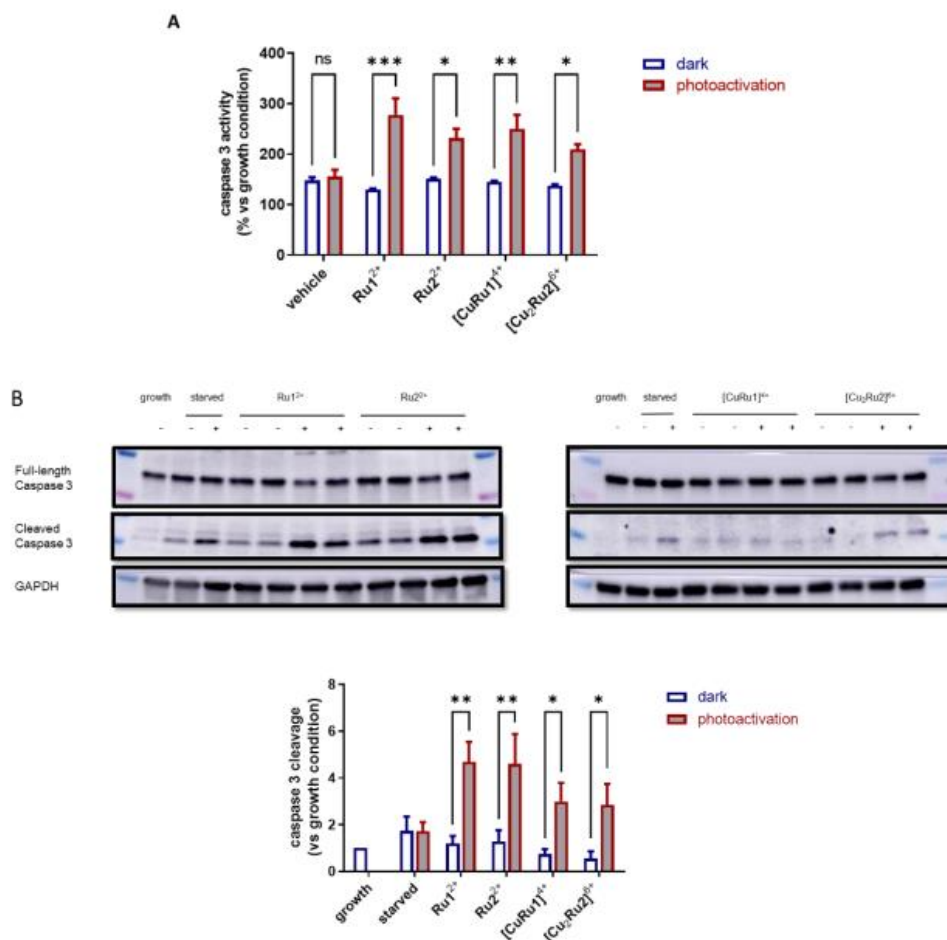 A
400
300
200
100
0
caspase 3 activity
(% vs growth condition)
ns
***
*
**
*
dark
photoactivation
vehicle
Ru1²⁺
Ru2²⁺
[CuRu1]⁴⁺
[Cu₂Ru2]⁶⁺
B
growth starved Ru1²⁺ Ru2²⁺
- - + - - + + - - + +
Full-length
Caspase 3
Cleaved
Caspase 3
GAPDH
growth starved [CuRu1]⁴⁺ [Cu₂Ru2]⁶⁺
- - + - - + + - - + +
8
6
4
2
0
caspase 3 cleavage
(vs growth condition)
**
**
*
*
dark
photoactivation
growth
starved
Ru1²⁺
Ru2²⁺
[CuRu1]⁴⁺
[Cu₂Ru2]⁶⁺